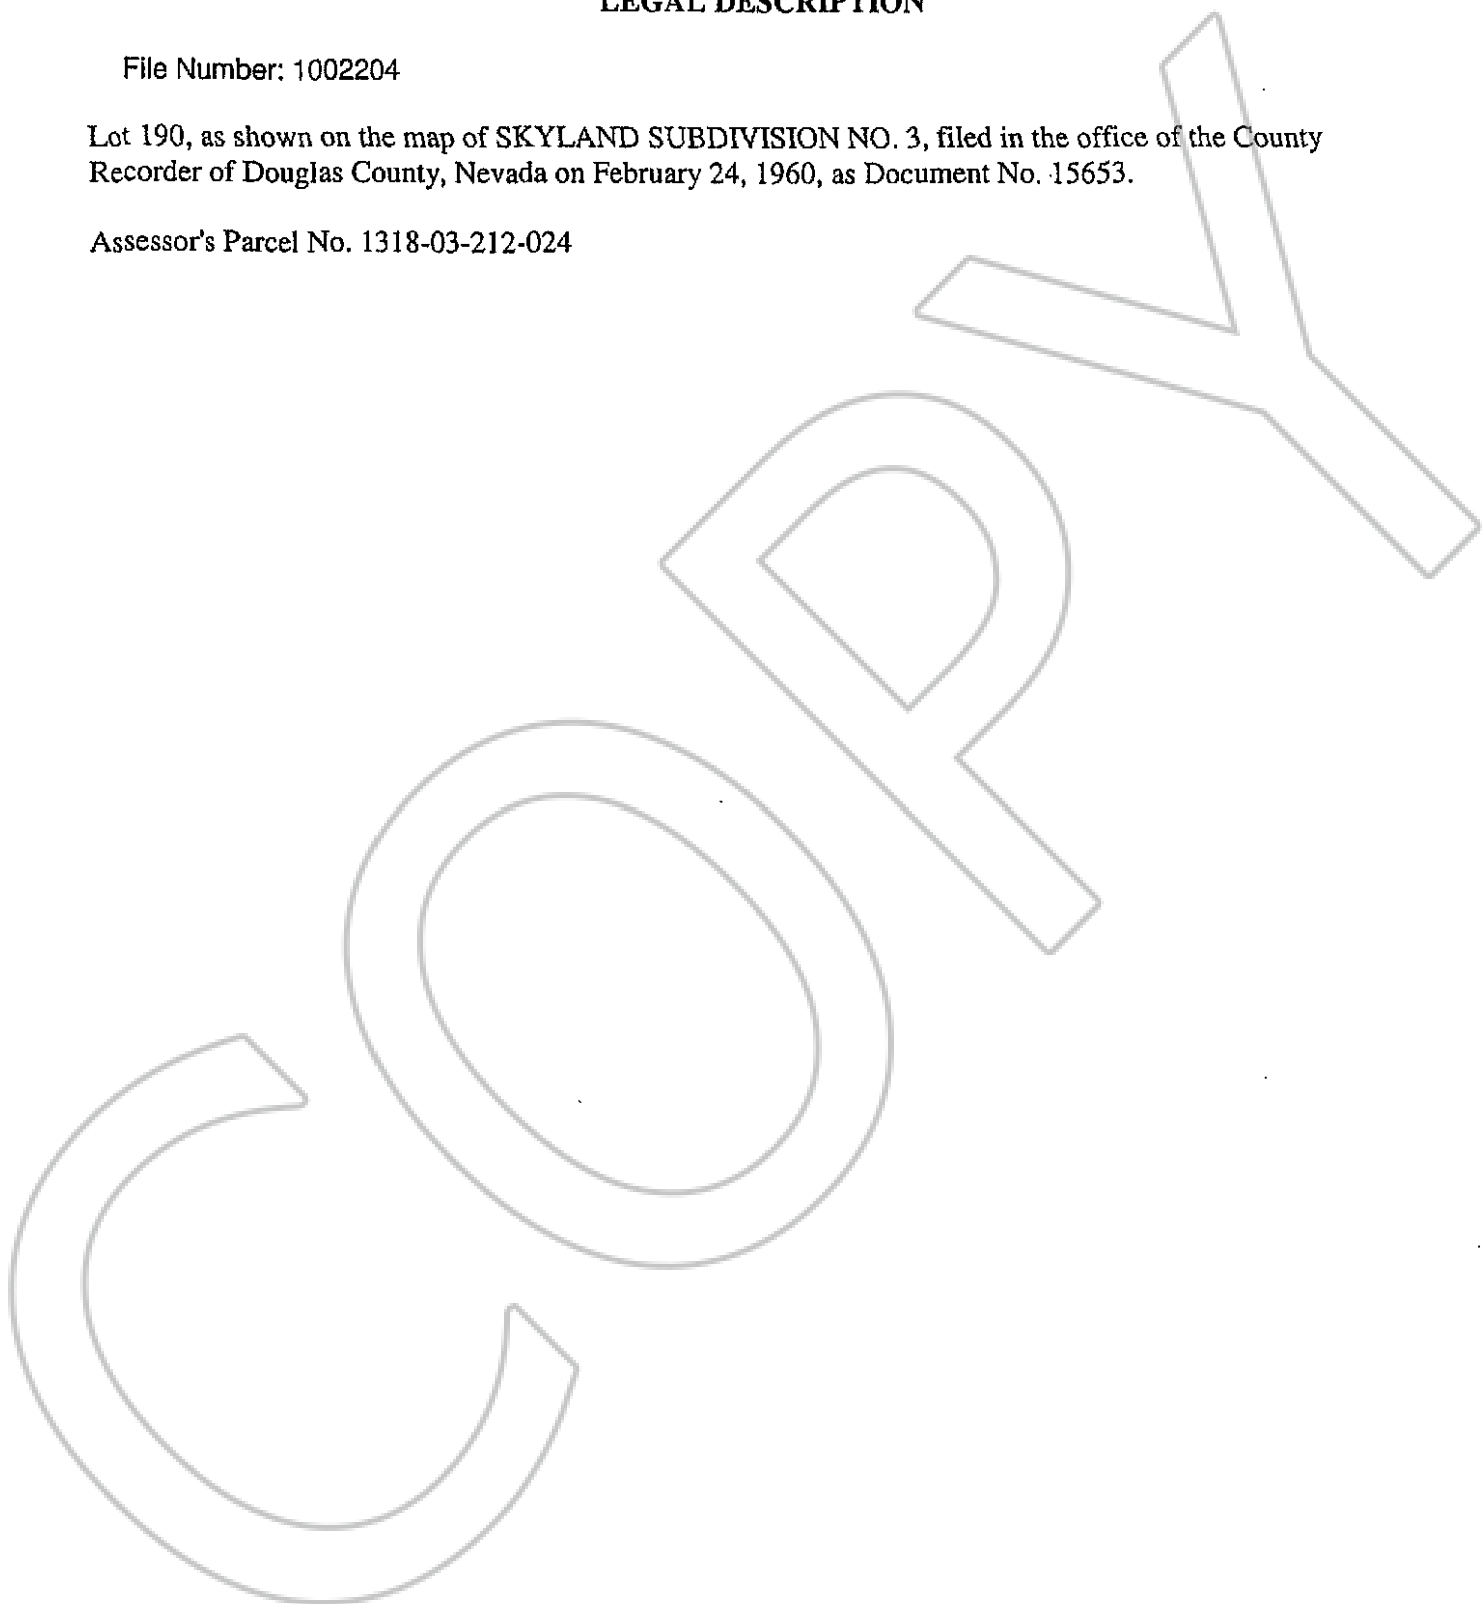 LEGAL DESCRIPTION
File Number: 1002204
Lot 190, as shown on the map of SKYLAND SUBDIVISION NO. 3, filed in the office of the County
Recorder of Douglas County, Nevada on February 24, 1960, as Document No. 15653.
Assessor's Parcel No. 1318-03-212-024
COPY